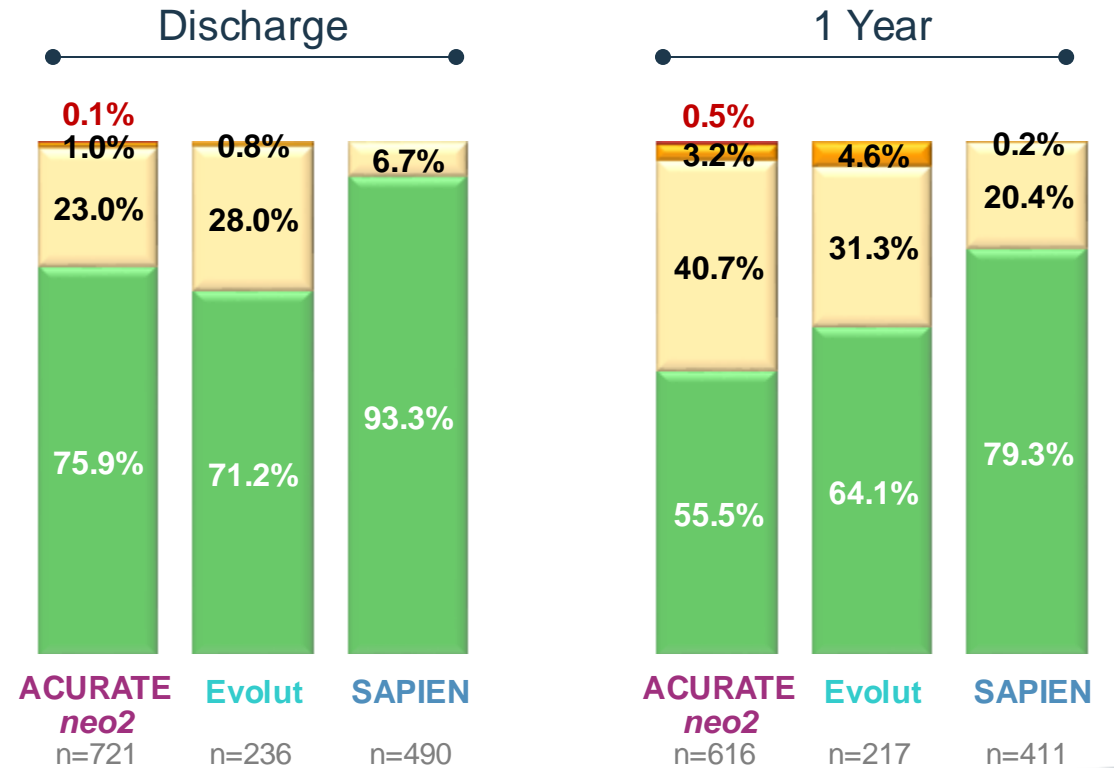 Discharge
1 Year
0.1%
1.0%
0.8%
6.7%
23.0%
28.0%
93.3%
75.9%
71.2%
0.5%
3.2%
4.6%
0.2%
20.4%
40.7%
31.3%
79.3%
55.5%
64.1%
ACURATE
neo2
n=721
Evolut
n=236
SAPIEN
n=490
ACURATE
neo2
n=616
Evolut
n=217
SAPIEN
n=411